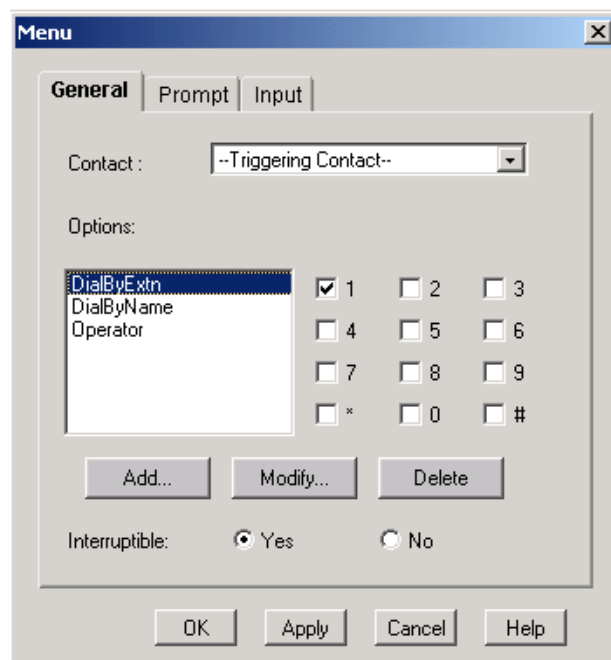 Menu
General Prompt Input
Contact : --Triggering Contact--
Options:
DialByExtn
DialByName
Operator
1 2 3
4 5 6
7 8 9
* 0 #
Add... Modify... Delete
Interruptible: Yes No
OK Apply Cancel Help